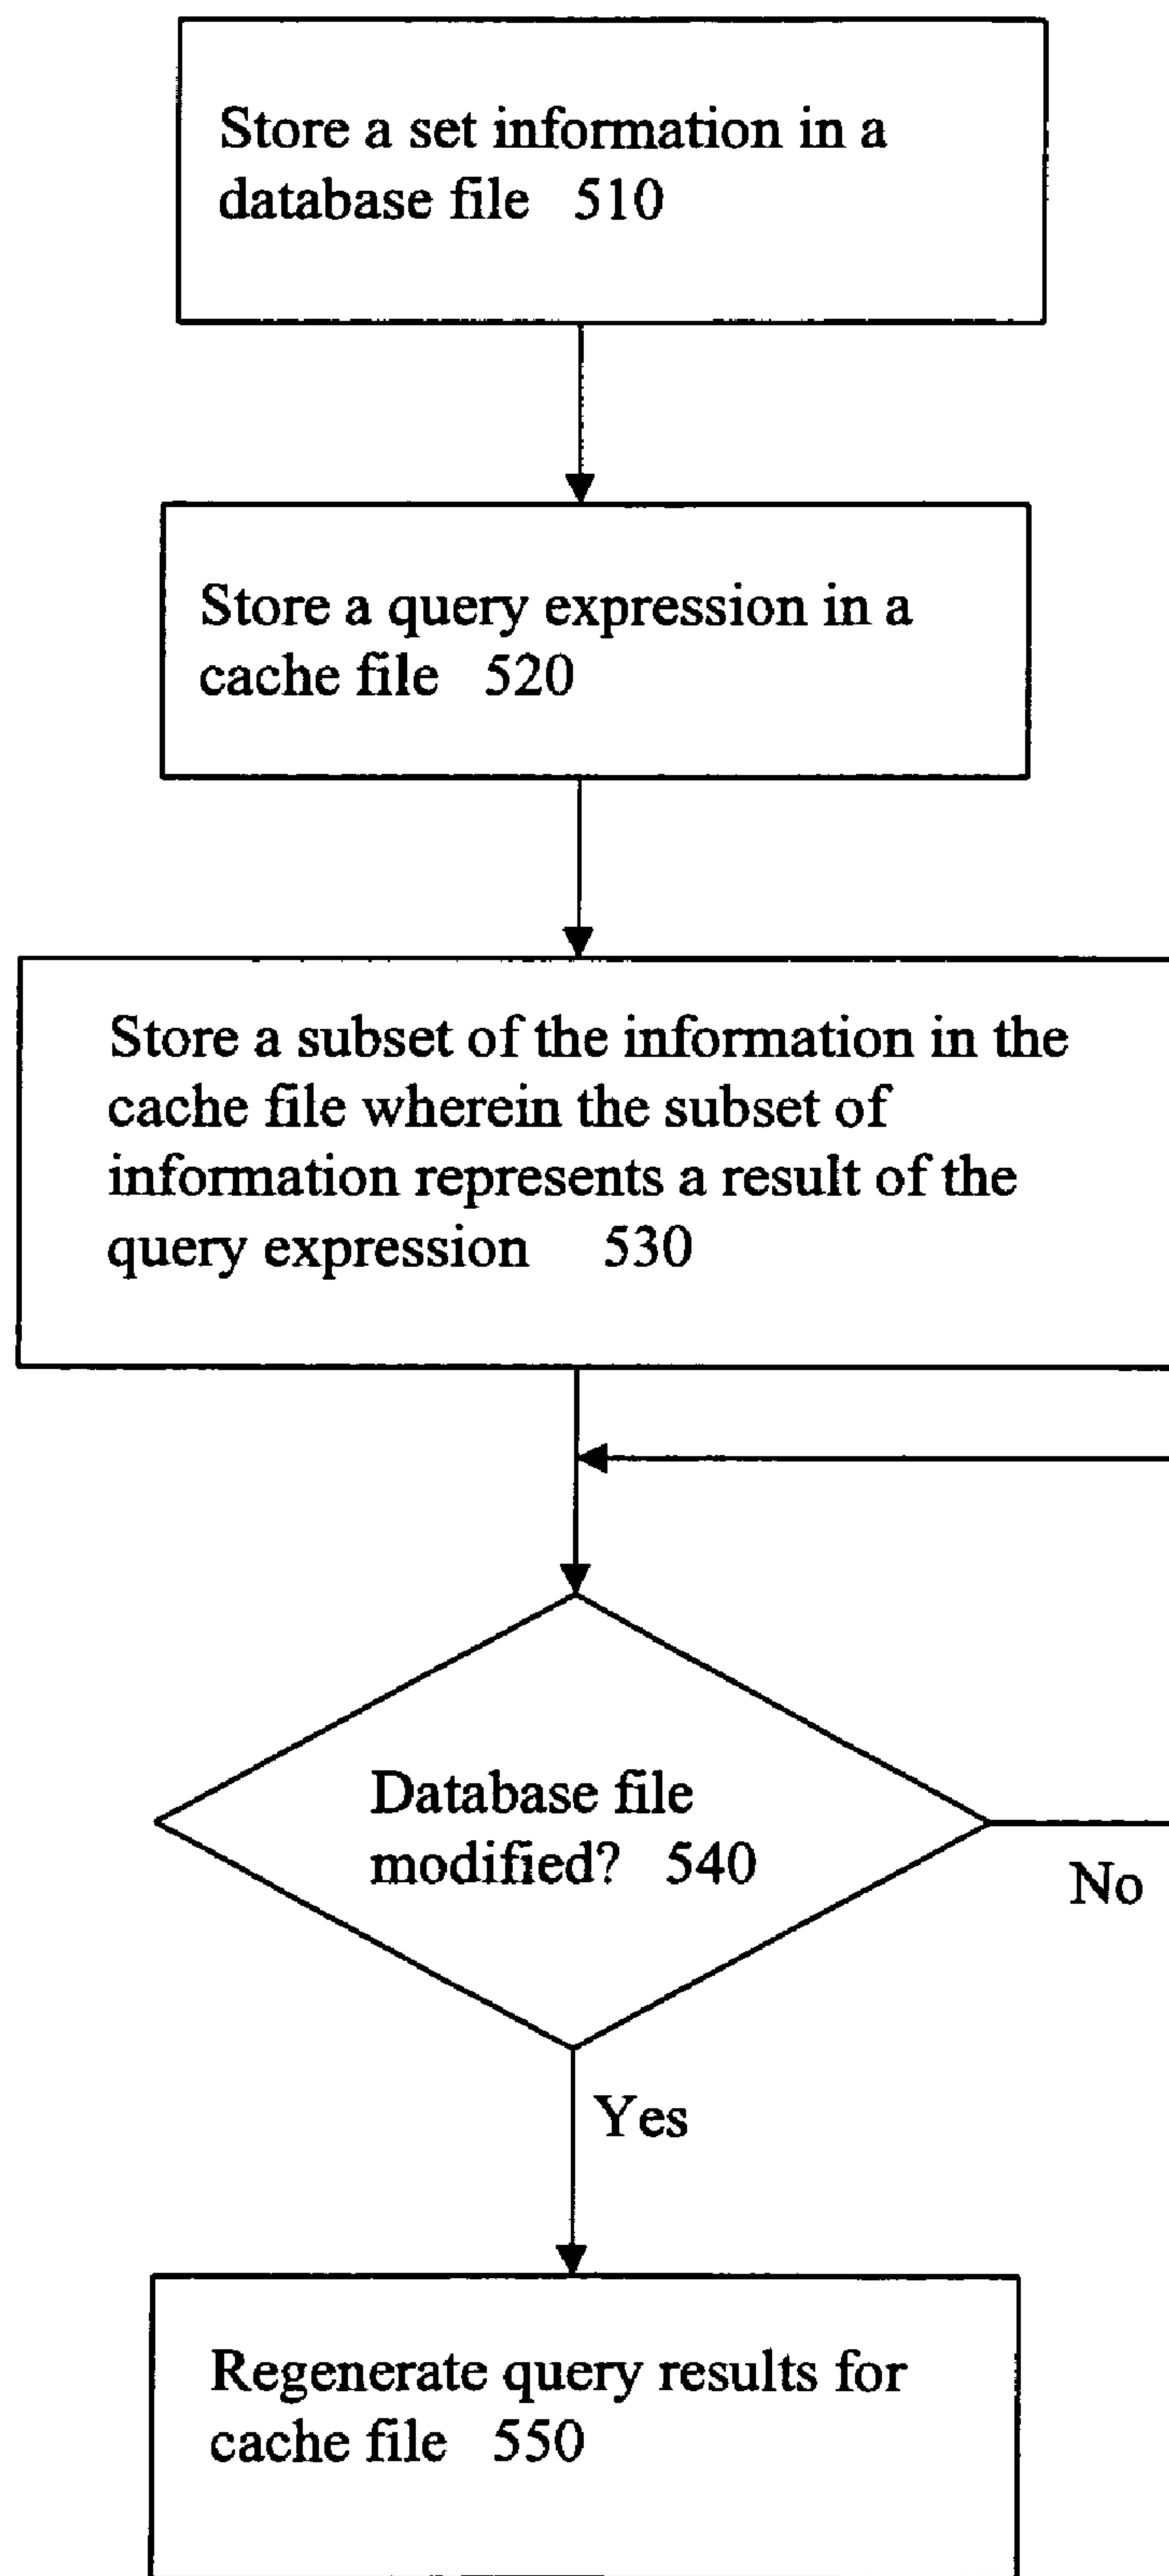 Store a set information in a
database file 510
Store a query expression in a
cache file 520
Store a subset of the information in the
cache file wherein the subset of
information represents a result of the
query expression 530
Database file
modified? 540
No
Yes
Regenerate query results for
cache file 550